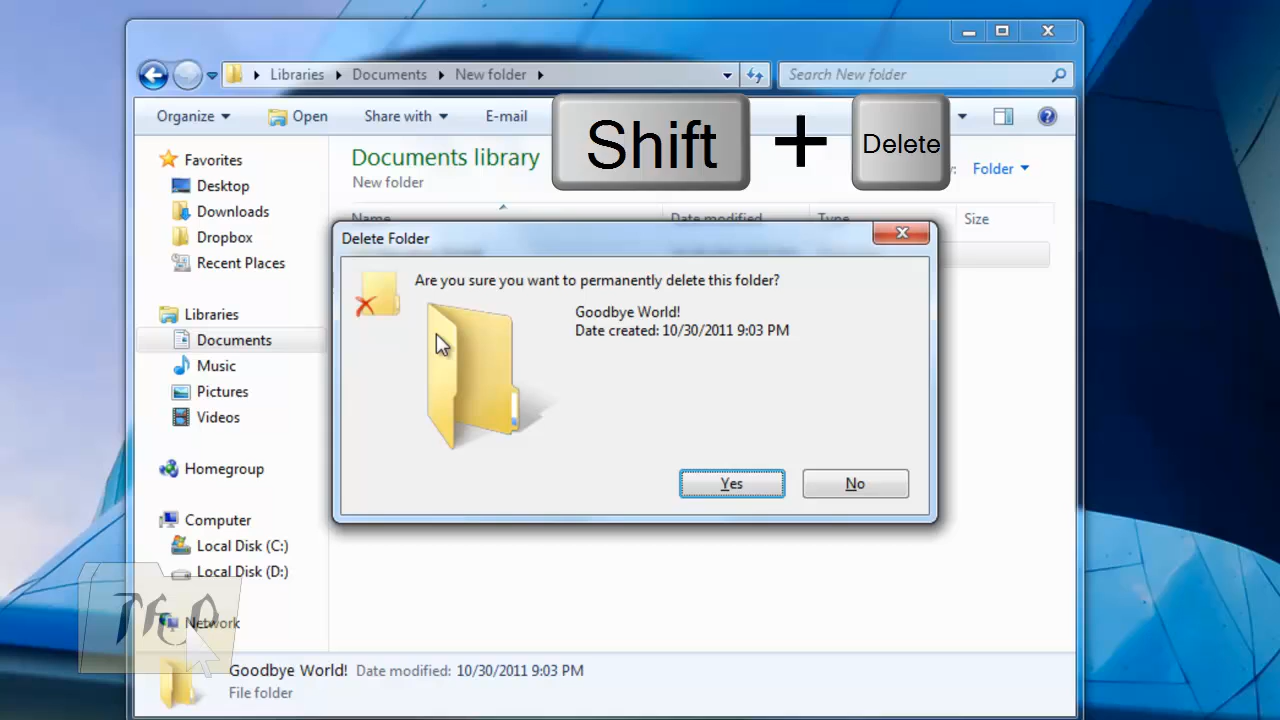 Libraries Documents New folder
Search New folder
Organize Open Share with E-mail
Shift + Delete
Documents library
New folder
Folder
Name Date modified Type Size
Favorites
Desktop
Downloads
Dropbox
Recent Places
Libraries
Documents
Music
Pictures
Videos
Homegroup
Computer
Local Disk (C:)
Local Disk (D:)
Network
Delete Folder
Are you sure you want to permanently delete this folder?
Goodbye World!
Date created: 10/30/2011 9:03 PM
Yes No
Goodbye World! Date modified: 10/30/2011 9:03 PM
File folder